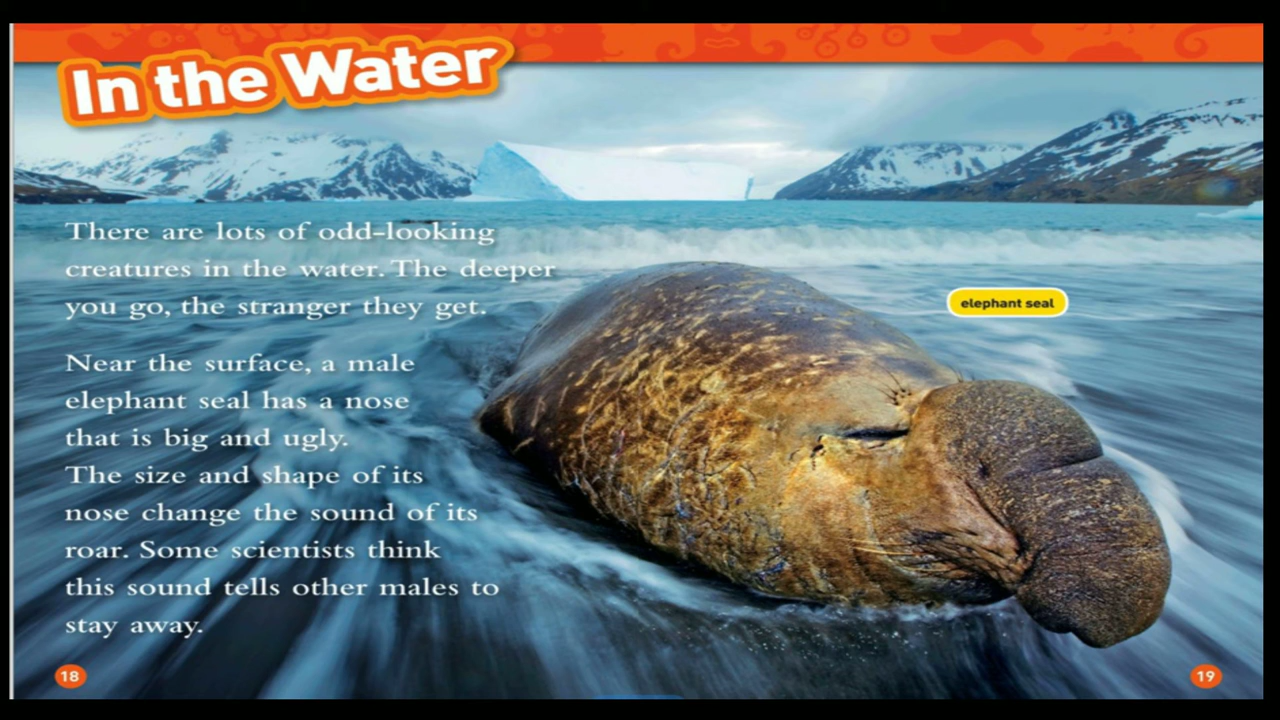 In the Water
There are lots of odd-looking
creatures in the water. The deeper
you go, the stranger they get.
Near the surface, a male
elephant seal has a nose
that is big and ugly.
The size and shape of its
nose change the sound of its
roar. Some scientists think
this sound tells other males to
stay away.
elephant seal
18
19